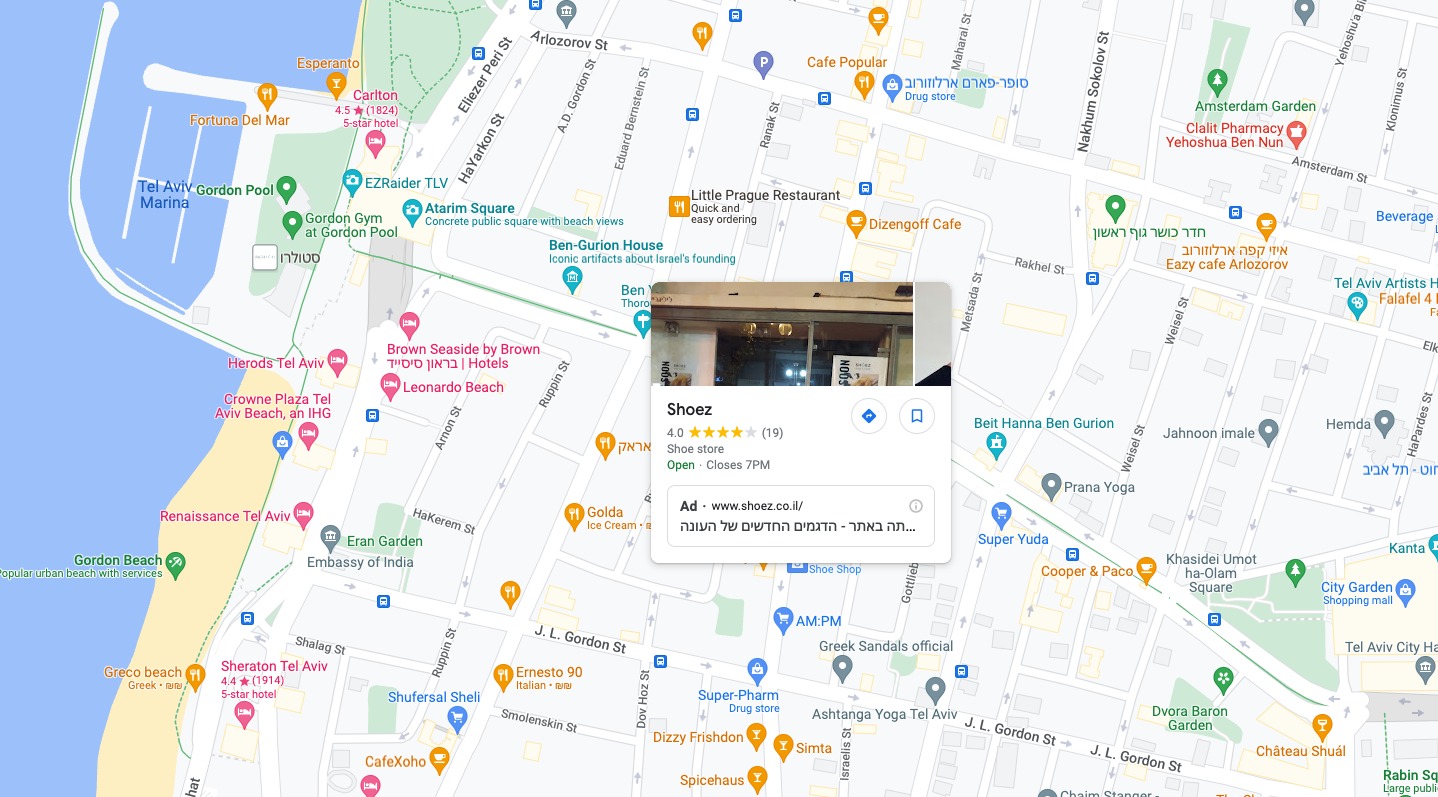 Arlozorov St
Eliezer Peri St
HaYarkon St
A.D. Gordon St
Eduard Bernstein St
Ranak St
Maharal St
Nakhum Sokolov St
Klonimus St
Esperanto
Fortuna Del Mar
Carlton
4.5 ★ (1824)
5-star hotel
Cafe Popular
סופר-פארם ארלוזורוב
Drug store
P
Amsterdam Garden
Clalit Pharmacy
Yehoshua Ben Nun
Amsterdam St
Tel Aviv
Marina
Gordon Pool
EZRaider TLV
Gordon Gym
at Gordon Pool
Atarim Square
Concrete public square with beach views
סטולרו
Little Prague Restaurant
Quick and
easy ordering
Dizengoff Cafe
חדר כושר גוף ראשון
איזי קפה ארלוזורוב
Eazy cafe Arlozorov
Beverage
Ben-Gurion House
Iconic artifacts about Israel's founding
Rakhel St
Metsada St
Weisel St
Tel Aviv Artists H
Falafel 4
Ben Y
Thoro
Brown Seaside by Brown
בראון סיסייד | Hotels
Herods Tel Aviv
Leonardo Beach
Crowne Plaza Tel
Aviv Beach, an IHG
Arnon St
Ruppin St
Shoez
4.0 ★★★★★ (19)
Shoe store
Open · Closes 7PM
Ad · www.shoez.co.il/
תה באתר - הדגמים החדשים של העונה...
Beit Hanna Ben Gurion
Weisel St
Jahnoon imale
Hemda
HaPardes St
חוט - תל אביב
אראק
Golda
Ice Cream
Prana Yoga
Super Yuda
Renaissance Tel Aviv
HaKerem St
Eran Garden
Embassy of India
Gordon Beach
Popular urban beach with services
Shoe Shop
Gottlieb
Cooper & Paco
Khasidei Umot
ha-Olam
Square
Kanta
City Garden
Shopping mall
AM:PM
J. L. Gordon St
Shalag St
Ruppin St
Greek Sandals official
Tel Aviv City Ha
Greco beach
Greek • ₪₪
Sheraton Tel Aviv
4.4 ★ (1914)
5-star hotel
Ernesto 90
Italian • ₪₪
Shufersal Sheli
Dov Hoz St
Super-Pharm
Drug store
Ashtanga Yoga Tel Aviv
Dvora Baron
Garden
Smolenskin St
J. L. Gordon St
Dizzy Frishdon
Simta
Israelis St
J. L. Gordon St
Château Shuál
CafeXoho
Spicehaus
Rabin Sq
Large publi
hat